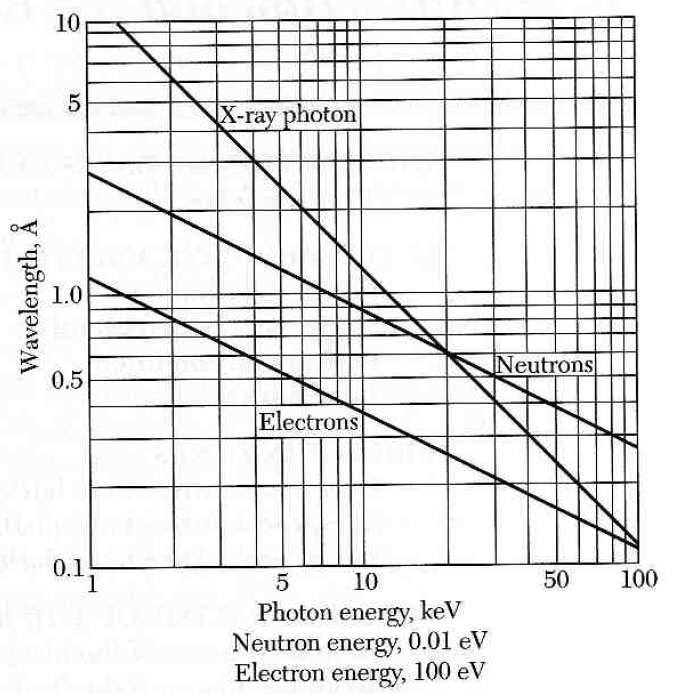 10
5
X-ray photon
1.0
Neutrons
0.5
Electrons
0.1
1 5 10 50 100
Wavelength, Å
Photon energy, keV
Neutron energy, 0.01 eV
Electron energy, 100 eV